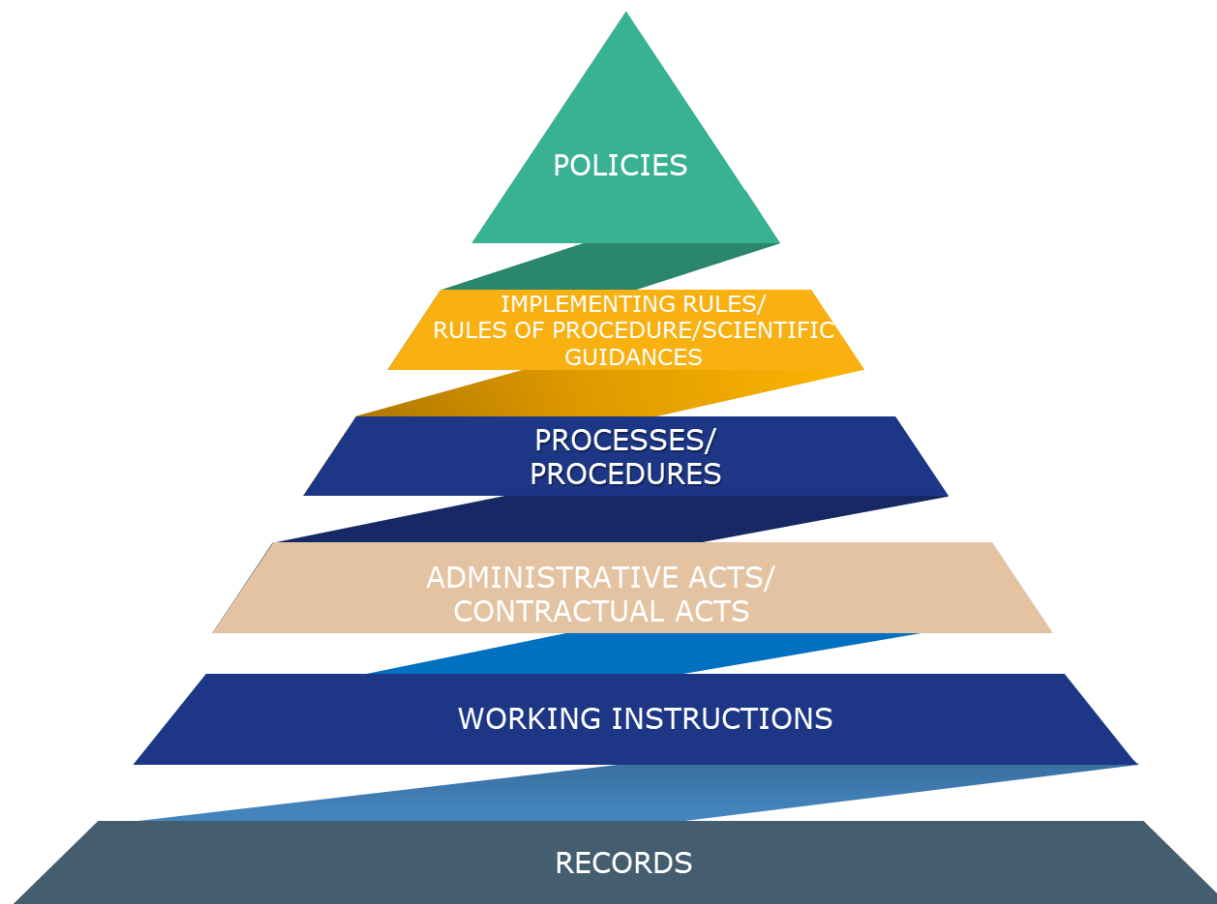 POLICIES
IMPLEMENTING RULES/
RULES OF PROCEDURE/SCIENTIFIC
GUIDANCES
PROCESSES/
PROCEDURES
ADMINISTRATIVE ACTS/
CONTRACTUAL ACTS
WORKING INSTRUCTIONS
RECORDS